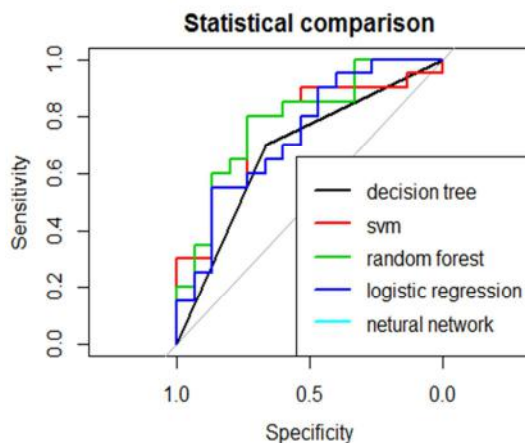 Statistical comparison
Sensitivity
1.0
0.8
0.6
0.4
0.2
0.0
decision tree
svm
random forest
logistic regression
netural network
1.0 0.5 0.0
Specificity